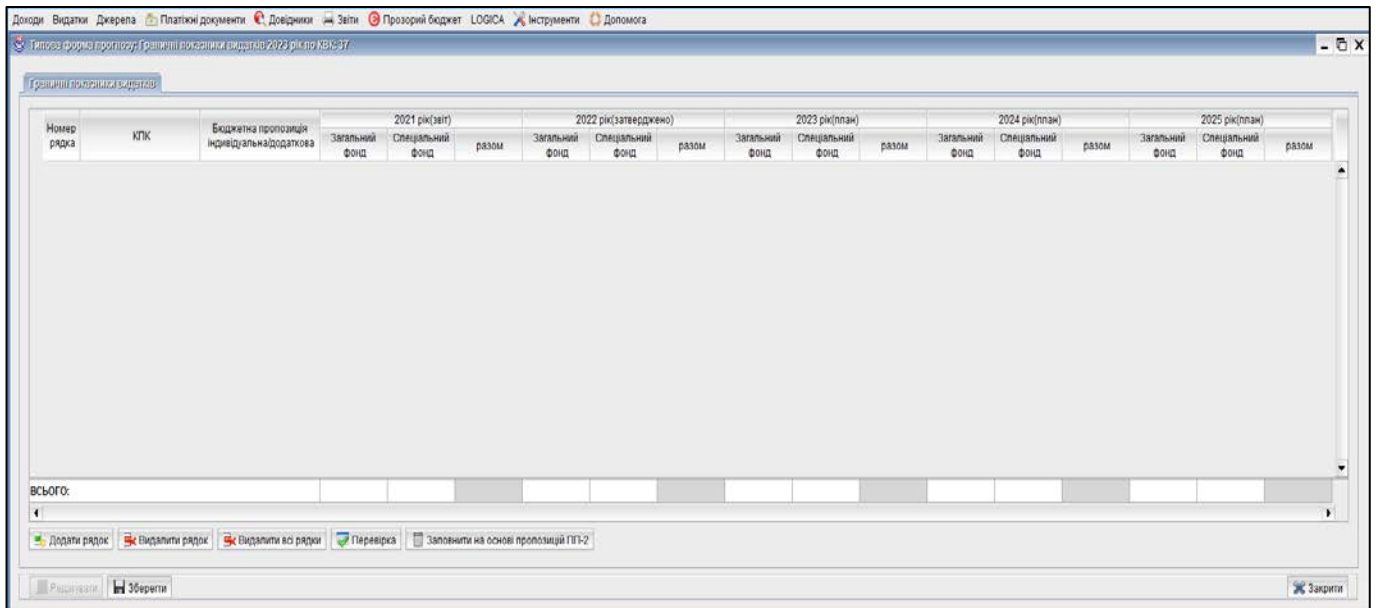 Доходи Видатки Джерела Платіжні документи Довідники Звіти Прозорий бюджет LOGICA Інструменти Допомога
Типова форма прогнозу: Граничні показники видатків 2023 рік по КВК: 37
Граничні показники видатків
Номер рядка КПК Бюджетна пропозиція індивідуальна/додаткова 2021 рік(звіт) 2022 рік(затверджено) 2023 рік(план) 2024 рік(план) 2025 рік(план)
Загальний фонд Спеціальний фонд разом Загальний фонд Спеціальний фонд разом Загальний фонд Спеціальний фонд разом Загальний фонд Спеціальний фонд разом Загальний фонд Спеціальний фонд разом
ВСЬОГО:
Додати рядок Видалити рядок Видалити всі рядки Перевірка Заповнити на основі пропозицій ПП-2
Редагувати Зберегти Закрити